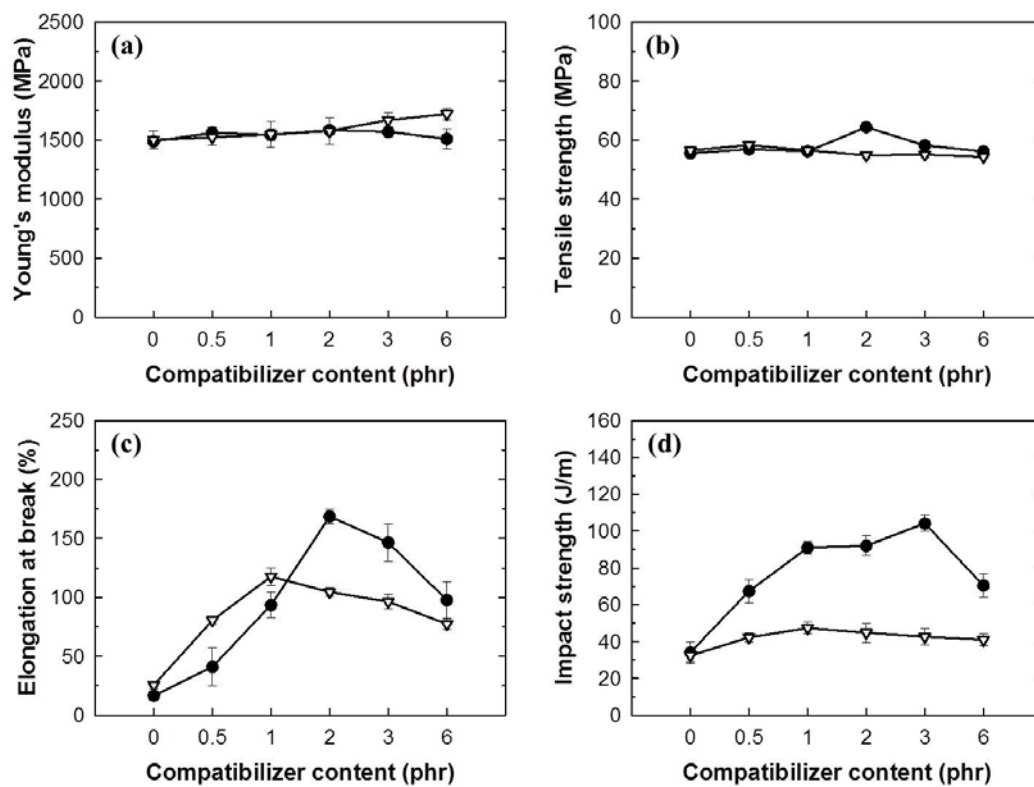 (a)
Young's modulus (MPa)
2500
2000
1500
1000
500
0
0 0.5 1 2 3 6
Compatibilizer content (phr)
(b)
Tensile strength (MPa)
100
80
60
40
20
0
0 0.5 1 2 3 6
Compatibilizer content (phr)
(c)
Elongation at break (%)
250
200
150
100
50
0
0 0.5 1 2 3 6
Compatibilizer content (phr)
(d)
Impact strength (J/m)
160
140
120
100
80
60
40
20
0
0 0.5 1 2 3 6
Compatibilizer content (phr)